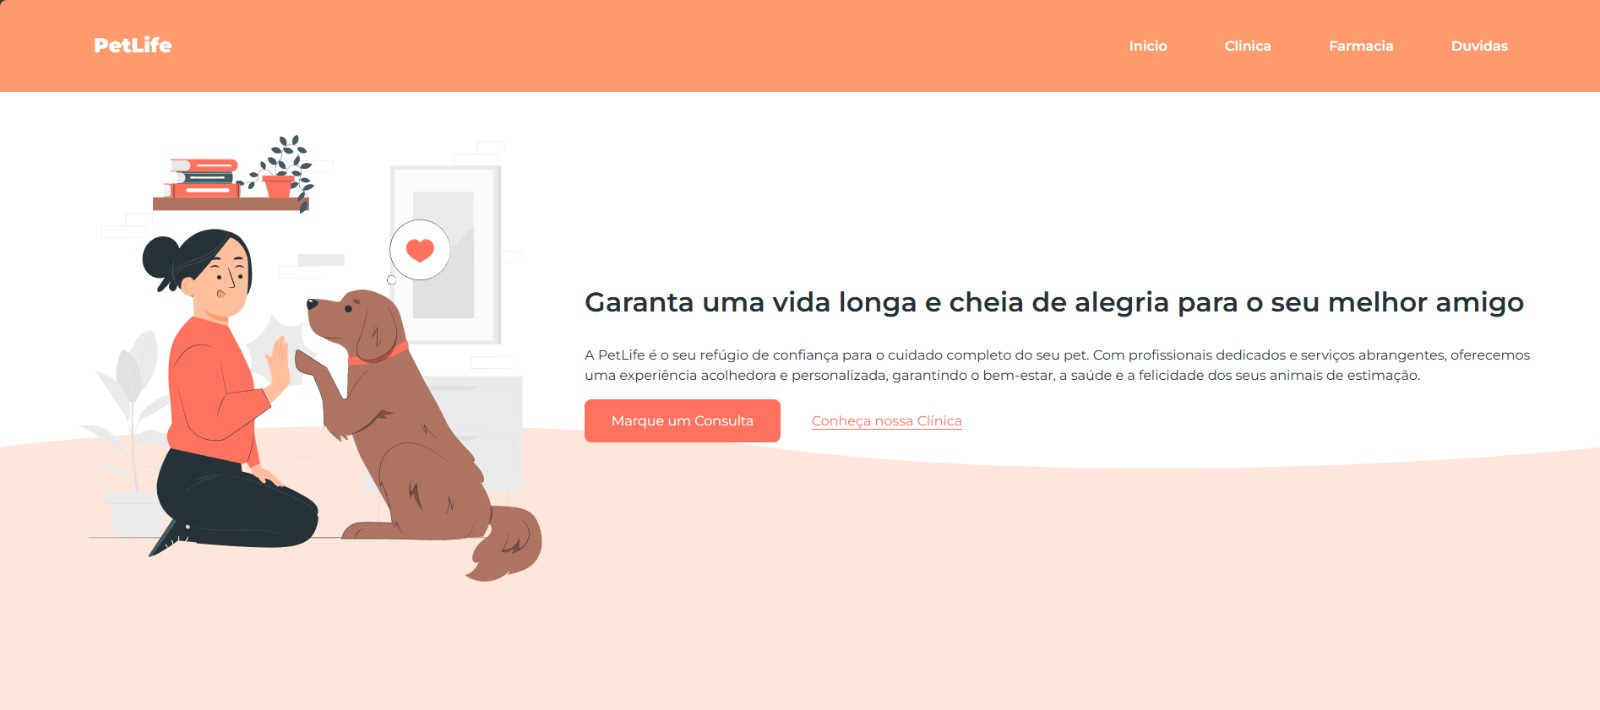 PetLife
Inicio
Clinica
Farmacia
Duvidas
Garanta uma vida longa e cheia de alegria para o seu melhor amigo
A PetLife é o seu refúgio de confiança para o cuidado completo do seu pet. Com profissionais dedicados e serviços abrangentes, oferecemos
uma experiência acolhedora e personalizada, garantindo o bem-estar, a saúde e a felicidade dos seus animais de estimação.
Marque um Consulta
Conheça nossa Clínica